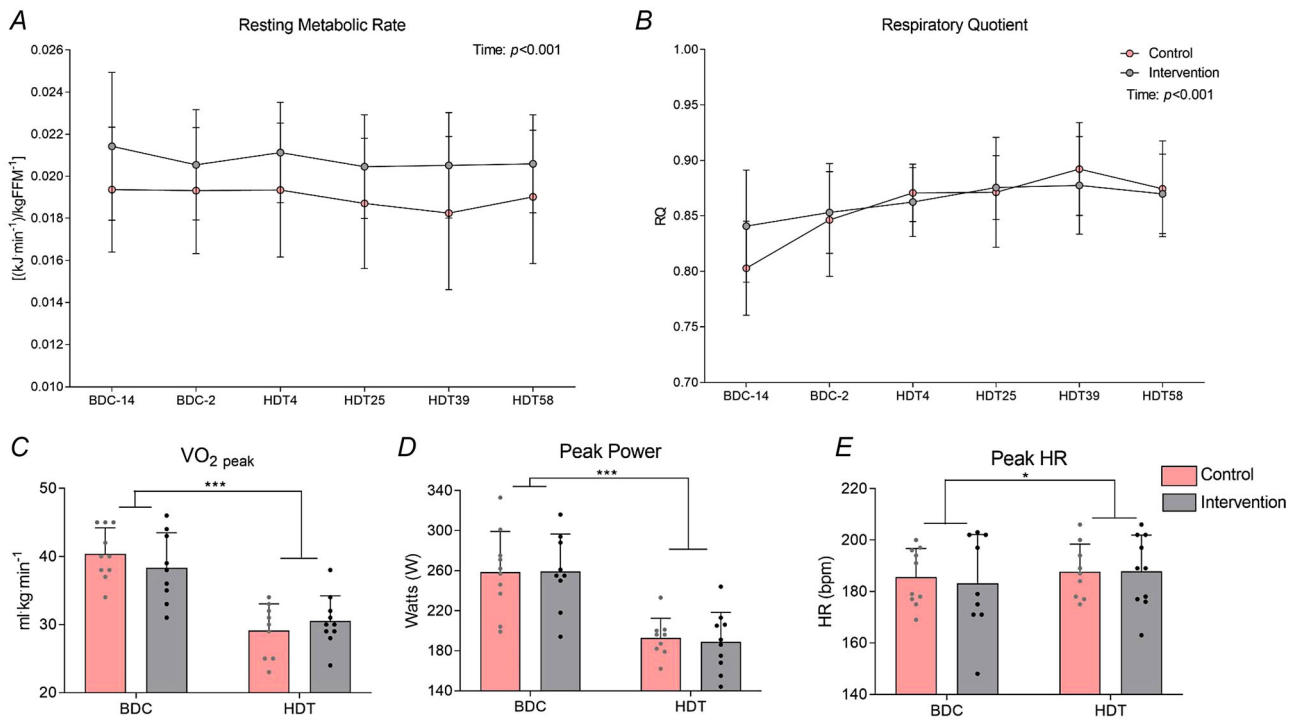 A
Resting Metabolic Rate
Time: p<0.001
[(kJ·min⁻¹)/kgFFM⁻¹]
0.026
0.024
0.022
0.020
0.018
0.016
0.014
0.012
0.010
BDC-14 BDC-2 HDT4 HDT25 HDT39 HDT58
B
Respiratory Quotient
Control
Intervention
Time: p<0.001
RQ
1.00
0.95
0.90
0.85
0.80
0.75
0.70
BDC-14 BDC-2 HDT4 HDT25 HDT39 HDT58
C
VO₂ peak
***
ml·kg·min⁻¹
50
40
30
20
BDC HDT
D
Peak Power
***
Watts (W)
340
300
260
220
180
140
BDC HDT
E
Peak HR
*
HR (bpm)
220
200
180
160
140
BDC HDT
Control
Intervention